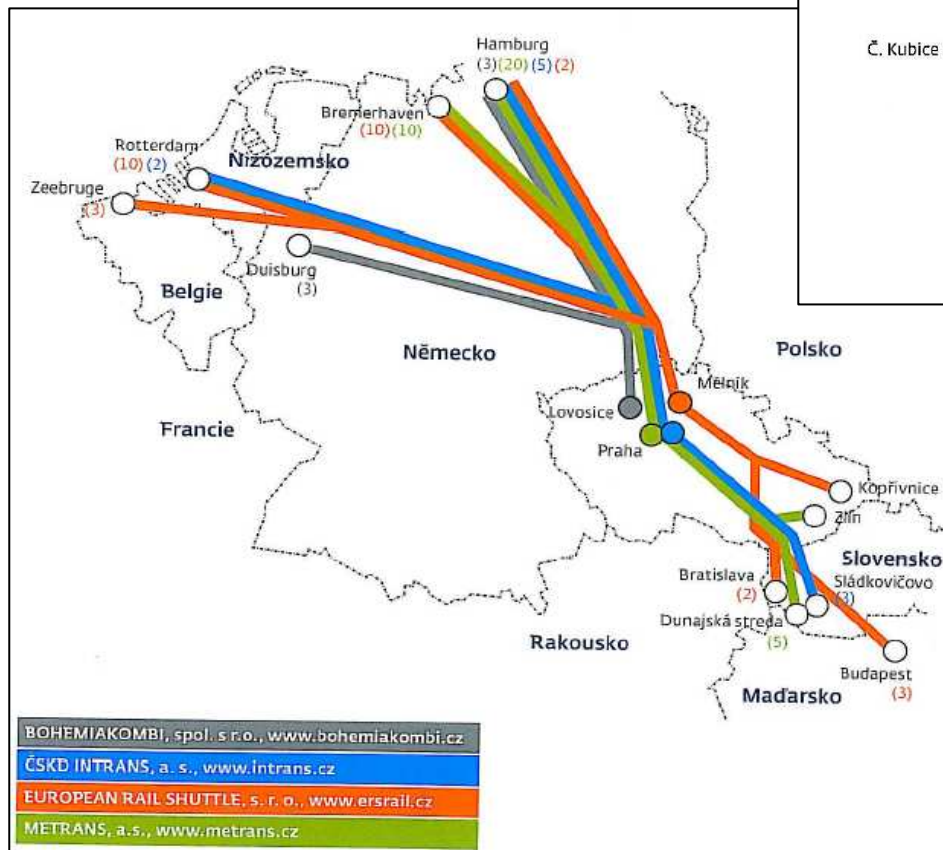 Č. Kubice
Hamburg
(3)(20)(5)(2)
Bremerhaven
(10)(10)
Rotterdam
(10)(2)
Nizozemsko
Zeebruge
(3)
Duisburg
(3)
Belgie
Německo
Polsko
Mělník
Lovosice
Francie
Praha
Kopřivnice
Zlín
Slovensko
Bratislava
(2)
Sládkovičovo
(3)
Dunajská streda
(5)
Rakousko
Budapest
(3)
Maďarsko
BOHEMIAKOMBI, spol. s r.o., www.bohemiakombi.cz
ČSKD INTRANS, a. s., www.intrans.cz
EUROPEAN RAIL SHUTTLE, s. r. o., www.ersrail.cz
METRANS, a.s., www.metrans.cz